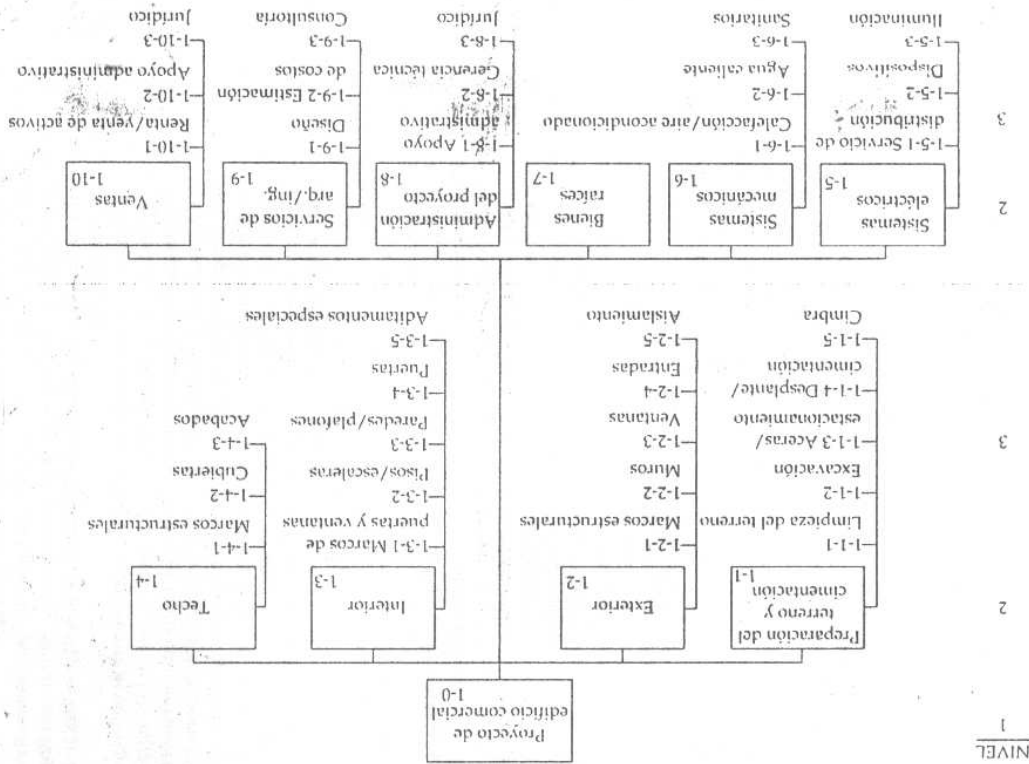 NIVEL
1
Proyecto de
edificio comercial
1-0
2
Preparación del
terreno y
cimentación
1-1
Exterior
1-2
Interior
1-3
Techo
1-4
3
1-1-1
Limpieza del terreno
1-1-2
Excavación
1-1-3 Aceras/
estacionamiento
1-1-4 Desplante/
cimentación
1-1-5
Cimbra
1-2-1
Marcos estructurales
1-2-2
Muros
1-2-3
Ventanas
1-2-4
Entradas
1-2-5
Aislamiento
1-3-1 Marcos de
puertas y ventanas
1-3-2
Pisos/escaleras
1-3-3
Paredes/plafones
1-3-4
Puertas
1-3-5
Aditamentos especiales
1-4-1
Marcos estructurales
1-4-2
Cubiertas
1-4-3
Acabados
2
Sistemas
eléctricos
1-5
Sistemas
mecánicos
1-6
Bienes
raíces
1-7
Administración
del proyecto
1-8
Servicios de
arq./ing.
1-9
Ventas
1-10
3
1-5-1 Servicio de
distribución
1-5-2
Dispositivos
1-5-3
Iluminación
1-6-1
Calefacción/aire acondicionado
1-6-2
Agua caliente
1-6-3
Sanitarios
1-8-1 Apoyo
administrativo
1-8-2
Gerencia técnica
1-8-3
Jurídico
1-9-1
Diseño
1-9-2 Estimación
de costos
1-9-3
Consultoría
1-10-1
Renta/venta de activos
1-10-2
Apoyo administrativo
1-10-3
Jurídico